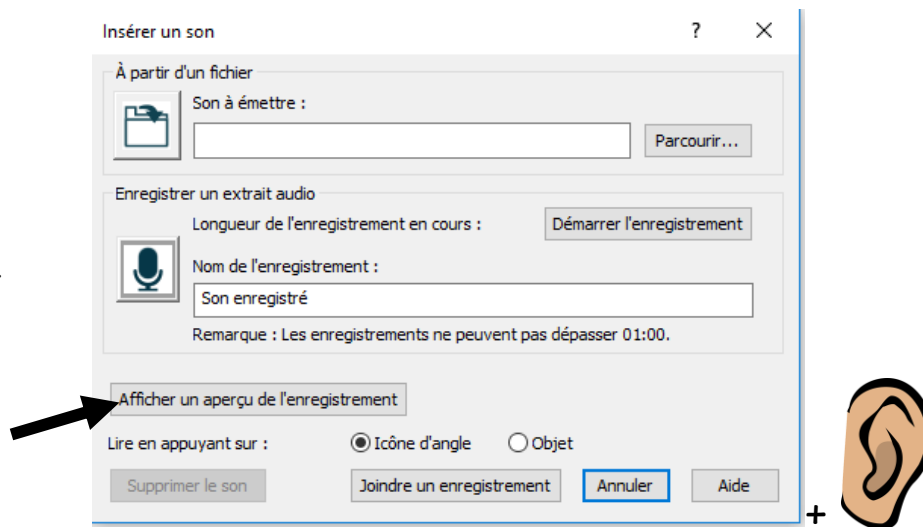 Insérer un son ? X
À partir d'un fichier
Son à émettre :
Parcourir...
Enregistrer un extrait audio
Longueur de l'enregistrement en cours : Démarrer l'enregistrement
Nom de l'enregistrement :
Son enregistré
Remarque : Les enregistrements ne peuvent pas dépasser 01:00.
Afficher un aperçu de l'enregistrement
Lire en appuyant sur : Icône d'angle Objet
Supprimer le son Joindre un enregistrement Annuler Aide
+